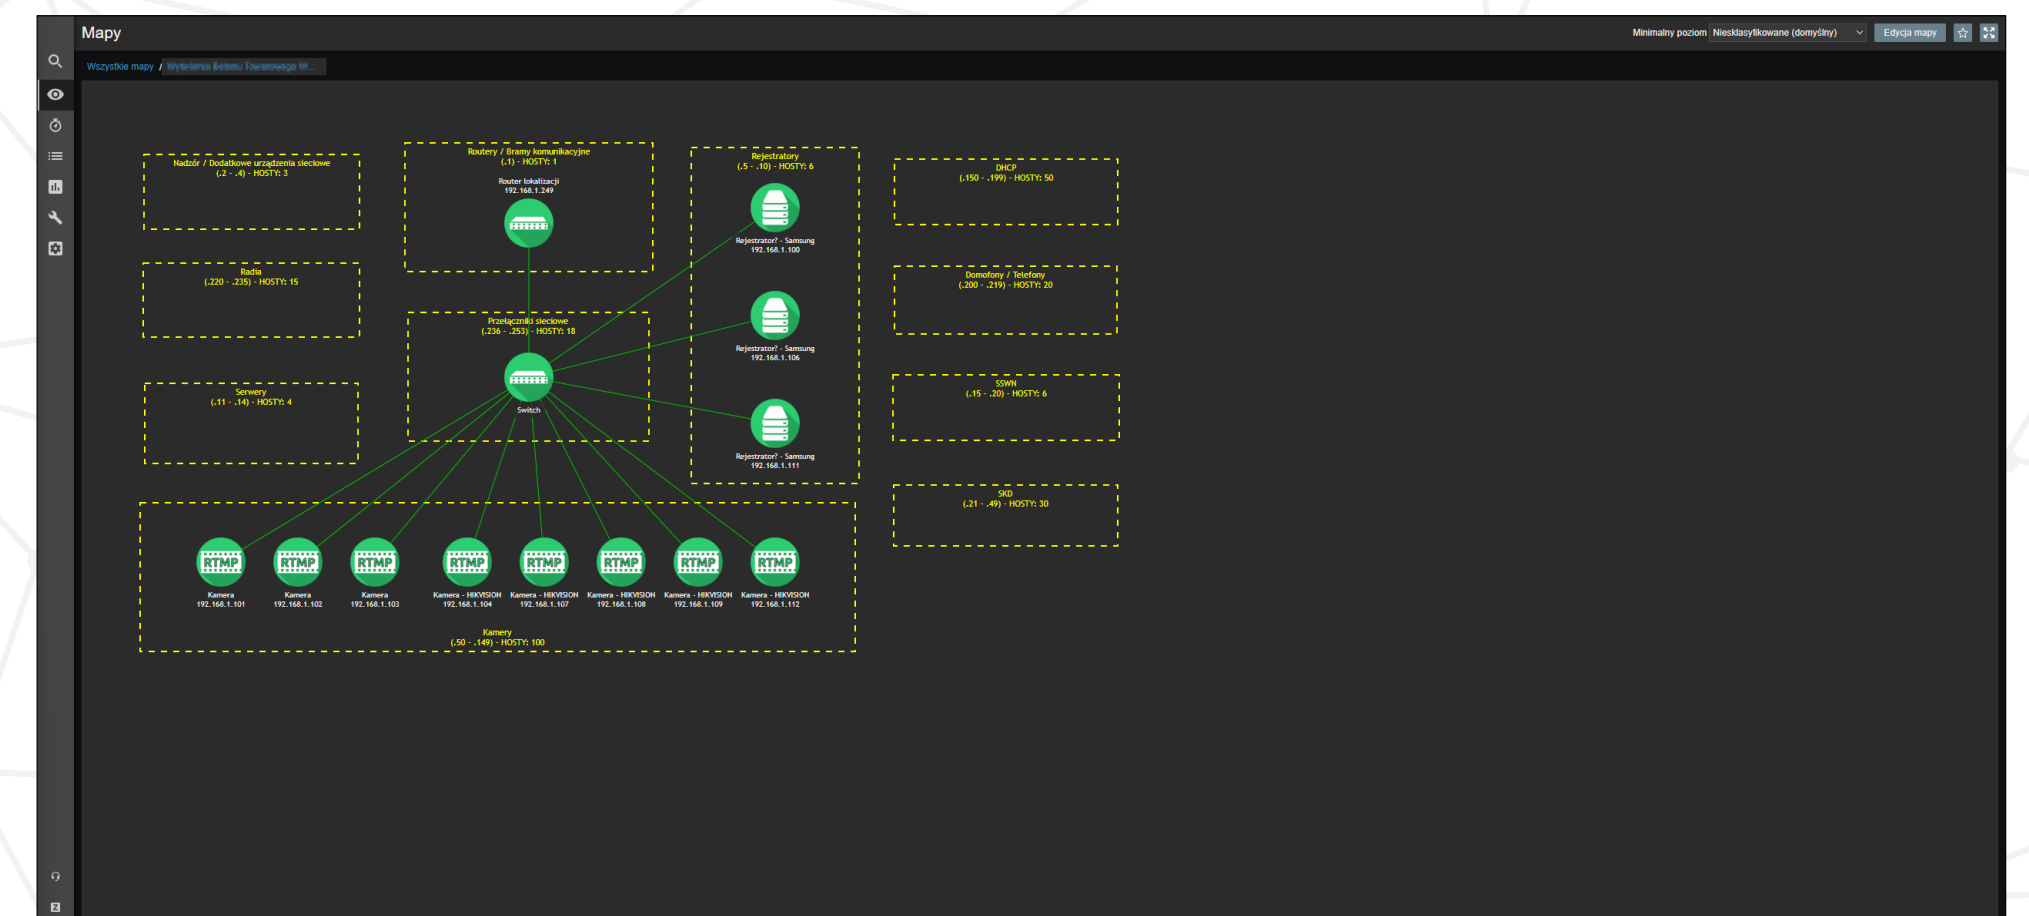 Mapy
Minimalny poziom Niesklasyfikowane (domyślny) Edycja mapy
Wszystkie mapy /
Nadzór / Dodatkowe urządzenia sieciowe
(.2 - .4) - HOSTY: 3
Routery / Bramy komunikacyjne
(.1) - HOSTY: 1
Router lokalizacji
192.168.1.249
Rejestratory
(.5 - .10) - HOSTY: 6
Rejestrator? - Samsung
192.168.1.100
Rejestrator? - Samsung
192.168.1.106
Rejestrator? - Samsung
192.168.1.111
DHCP
(.150 - .199) - HOSTY: 50
Radia
(.220 - .235) - HOSTY: 15
Przełączniki sieciowe
(.236 - .253) - HOSTY: 18
Switch
Domofony / Telefony
(.200 - .219) - HOSTY: 20
Serwery
(.11 - .14) - HOSTY: 4
SSWN
(.15 - .20) - HOSTY: 6
SKD
(.21 - .49) - HOSTY: 30
RTMP RTMP RTMP RTMP RTMP RTMP RTMP RTMP
Kamera
192.168.1.101
Kamera
192.168.1.102
Kamera
192.168.1.103
Kamera - HIKVISION
192.168.1.104
Kamera - HIKVISION
192.168.1.107
Kamera - HIKVISION
192.168.1.108
Kamera - HIKVISION
192.168.1.109
Kamera - HIKVISION
192.168.1.112
Kamery
(.50 - .149) - HOSTY: 100
Z